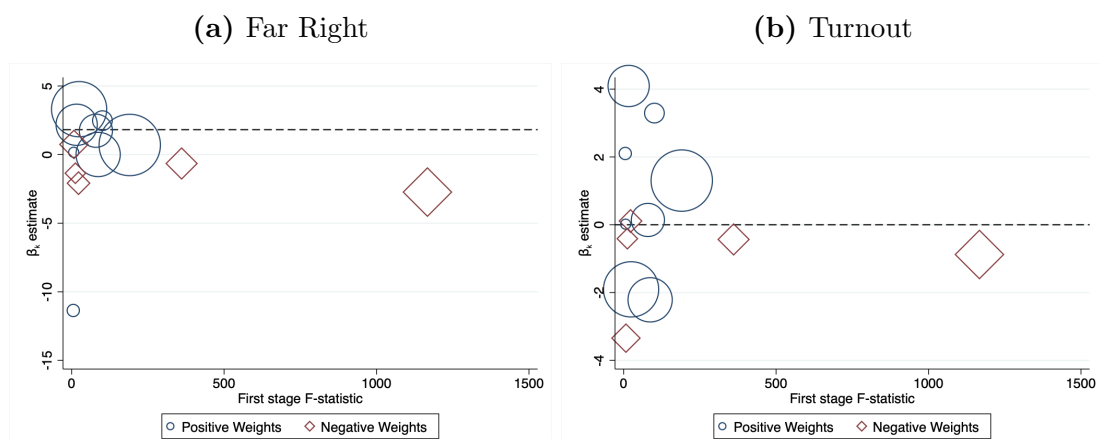 (a) Far Right
5
0
-5
-10
-15
βk estimate
0
500
1000
1500
First stage F-statistic
Positive Weights
Negative Weights
(b) Turnout
4
2
0
-2
-4
βk estimate
0
500
1000
1500
First stage F-statistic
Positive Weights
Negative Weights